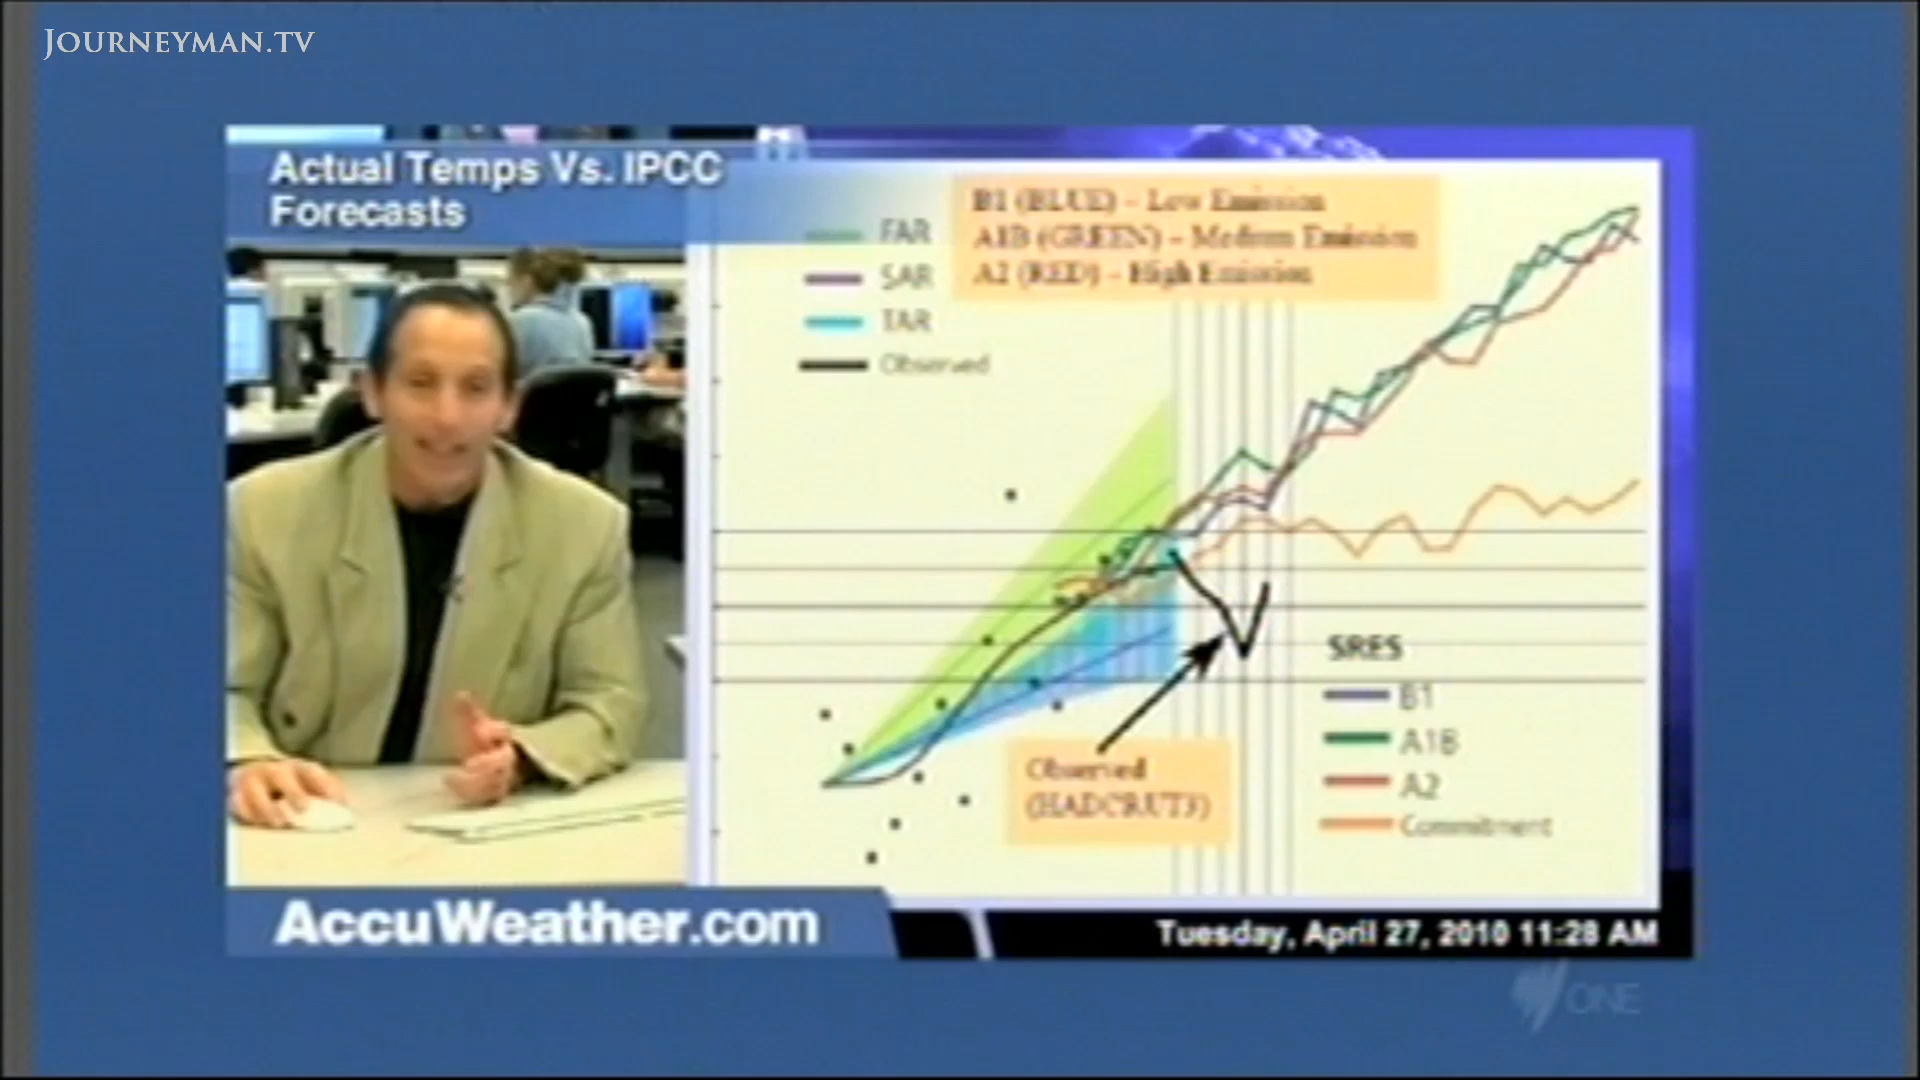 JOURNEYMAN.TV
Actual Temps Vs. IPCC
Forecasts
B1 (BLUE) – Low Emission
A1B (GREEN) – Medium Emission
A2 (RED) – High Emission
FAR
SAR
TAR
Observed
SRES
B1
A1B
A2
Commitment
Observed
(HADCRUT3)
AccuWeather.com
Tuesday, April 27, 2010 11:28 AM
ONE